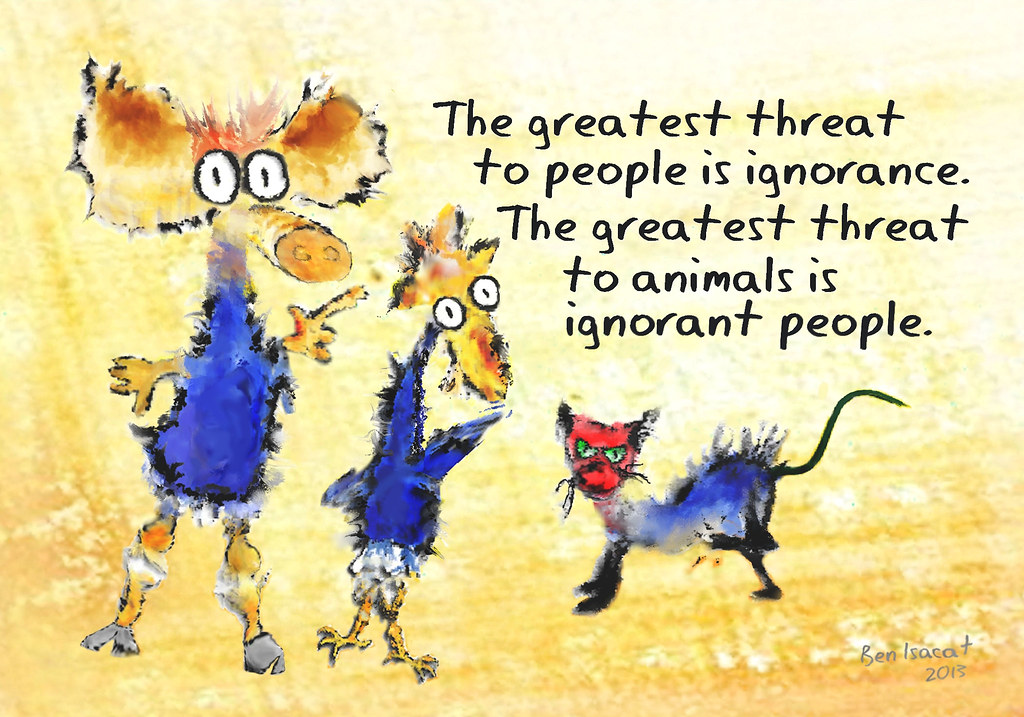 The greatest threat
to people is ignorance.
The greatest threat
to animals is
ignorant people.
Ben Isacat
2013